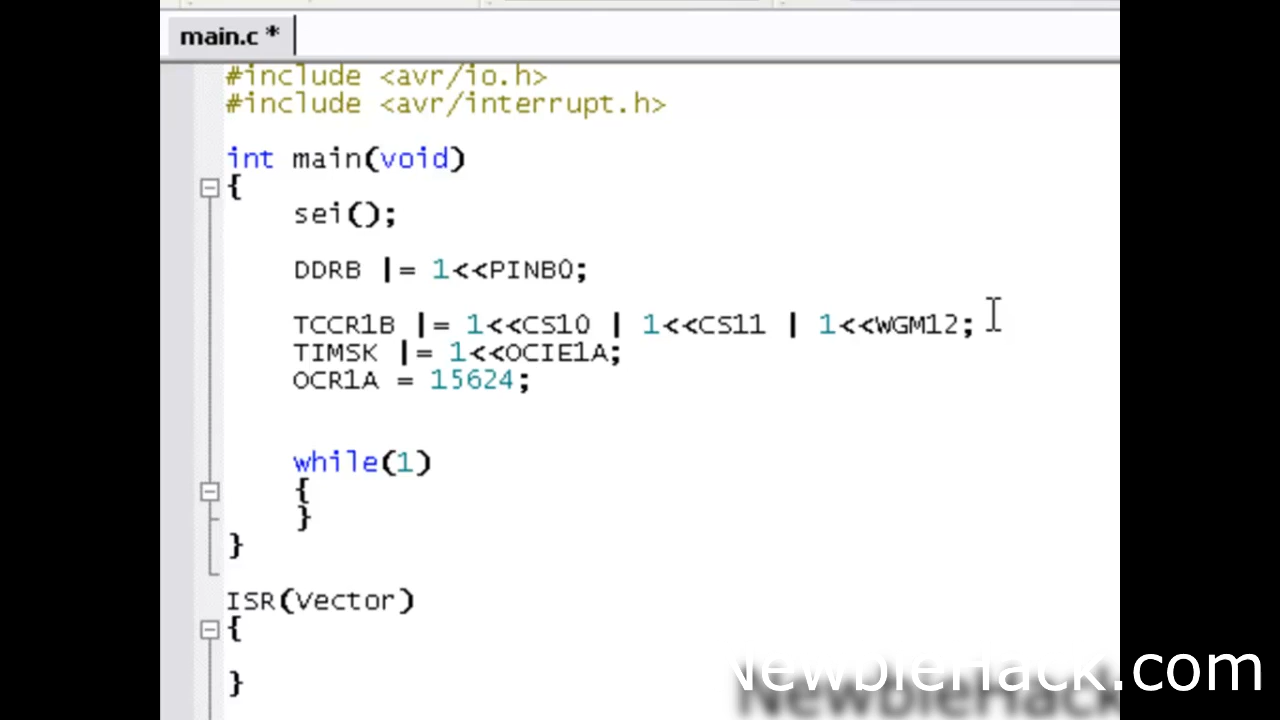 main.c *
#include <avr/io.h>
#include <avr/interrupt.h>
int main(void)
{
sei();
DDRB |= 1<<PINB0;
TCCR1B |= 1<<CS10 | 1<<CS11 | 1<<WGM12;
TIMSK |= 1<<OCIE1A;
OCR1A = 15624;
while(1)
{
}
}
ISR(Vector)
{
}
NewbieHack.com